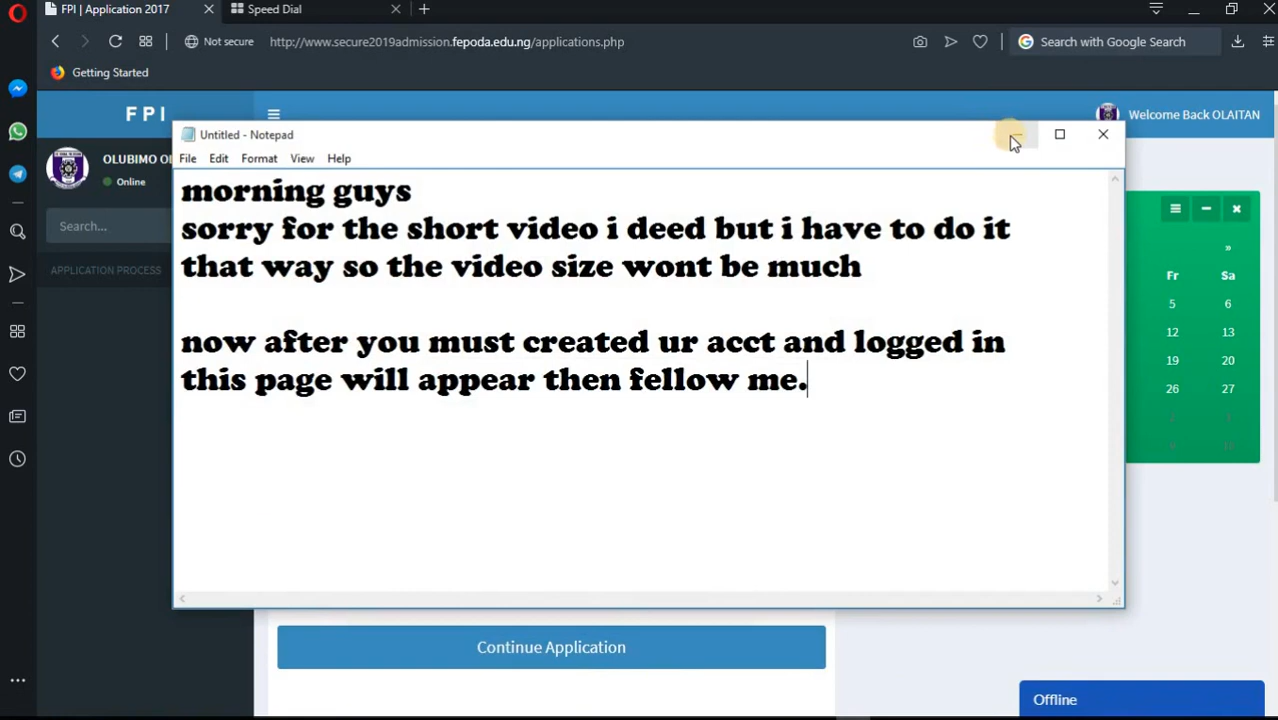 FPI | Application 2017
Speed Dial
Not secure
http://www.secure2019admission.fepoda.edu.ng/applications.php
Search with Google Search
Getting Started
FPI
Welcome Back OLAITAN
OLUBIMO
Online
Search...
APPLICATION PROCESS
Untitled - Notepad
File Edit Format View Help
morning guys
sorry for the short video i deed but i have to do it
that way so the video size wont be much
now after you must created ur acct and logged in
this page will appear then fellow me.
»
Fr Sa
5 6
12 13
19 20
26 27
Continue Application
Offline